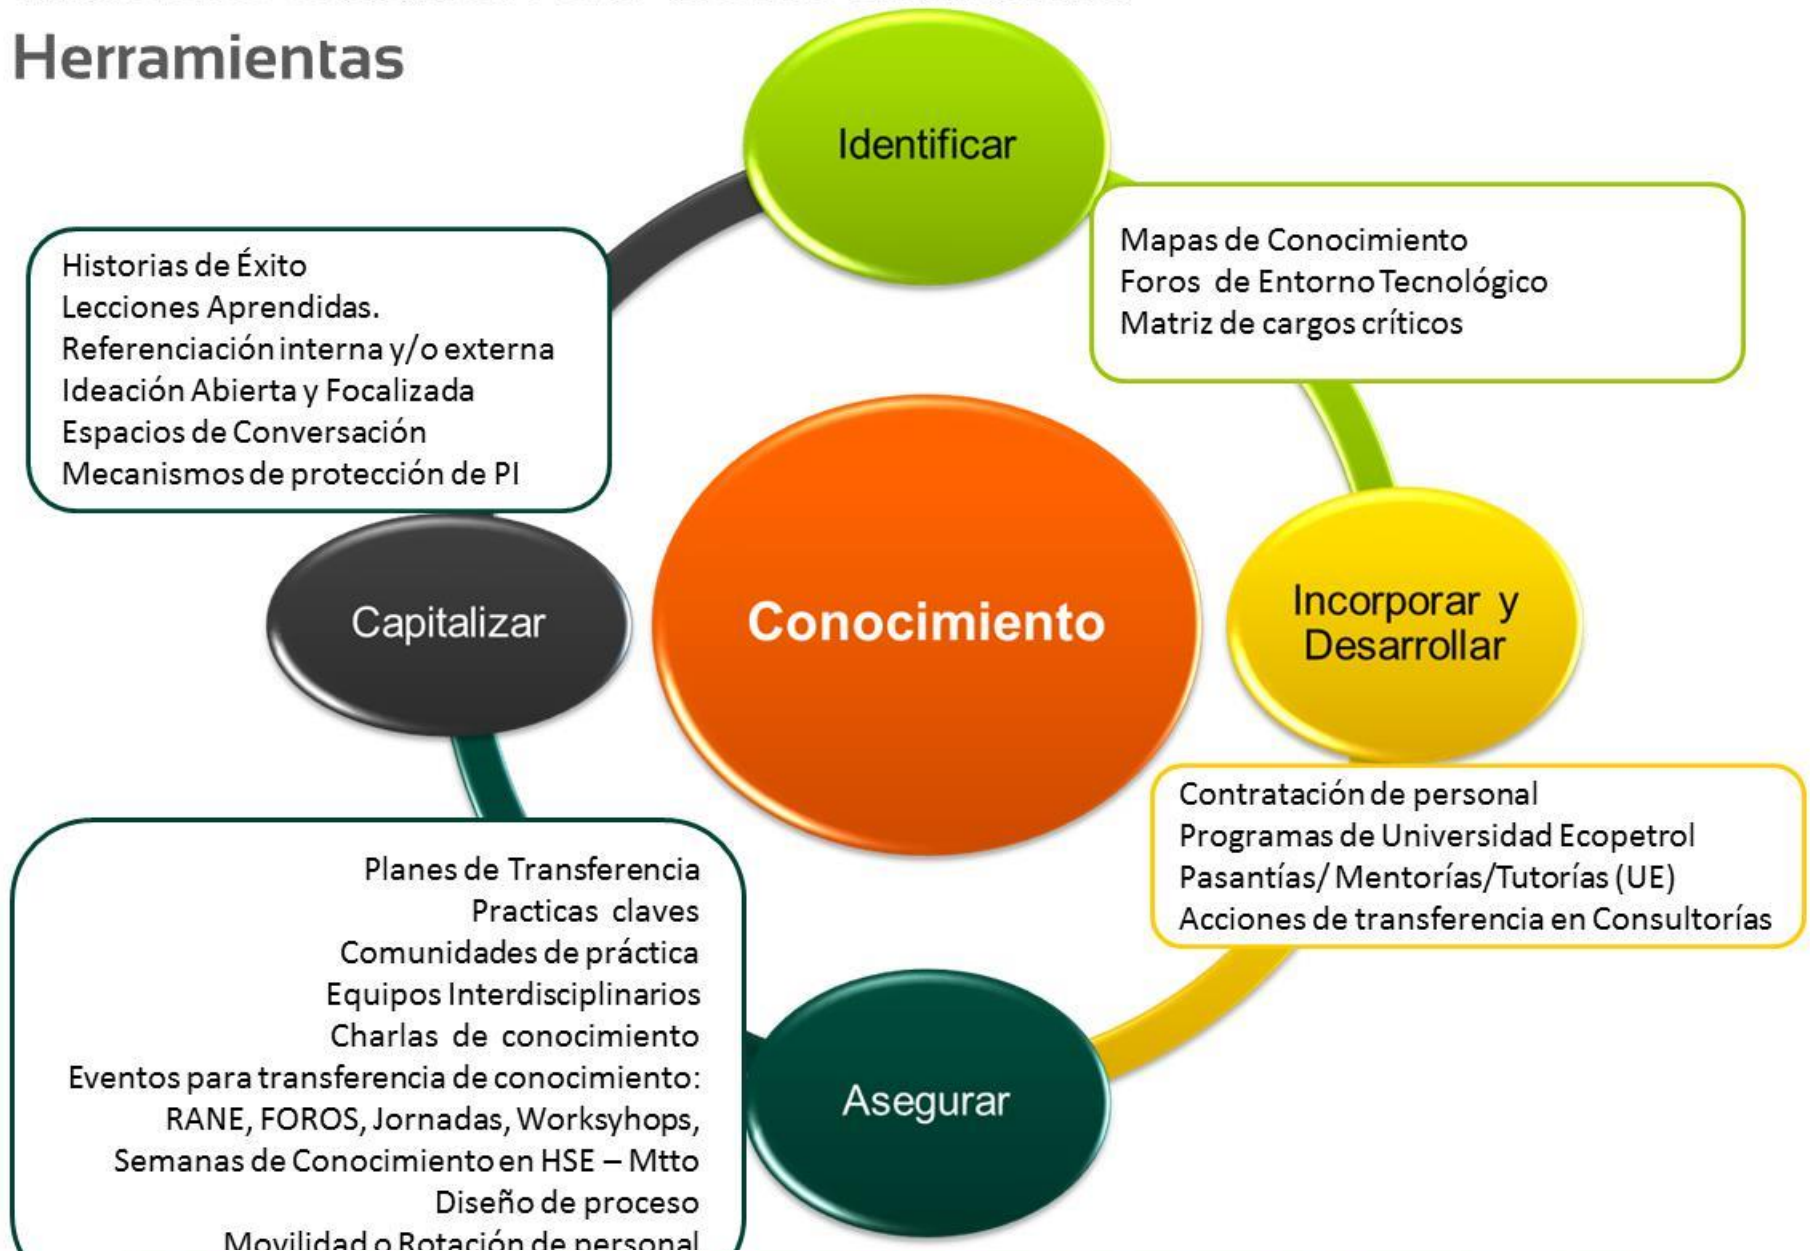 Herramientas
Identificar
Mapas de Conocimiento
Foros de Entorno Tecnológico
Matriz de cargos críticos
Historias de Éxito
Lecciones Aprendidas.
Referenciación interna y/o externa
Ideación Abierta y Focalizada
Espacios de Conversación
Mecanismos de protección de PI
Capitalizar
Conocimiento
Incorporar y
Desarrollar
Contratación de personal
Programas de Universidad Ecopetrol
Pasantías/ Mentorías/Tutorías (UE)
Acciones de transferencia en Consultorías
Planes de Transferencia
Practicas claves
Comunidades de práctica
Equipos Interdisciplinarios
Charlas de conocimiento
Eventos para transferencia de conocimiento:
RANE, FOROS, Jornadas, Worksyhops,
Semanas de Conocimiento en HSE – Mtto
Diseño de proceso
Movilidad o Rotación de personal
Asegurar